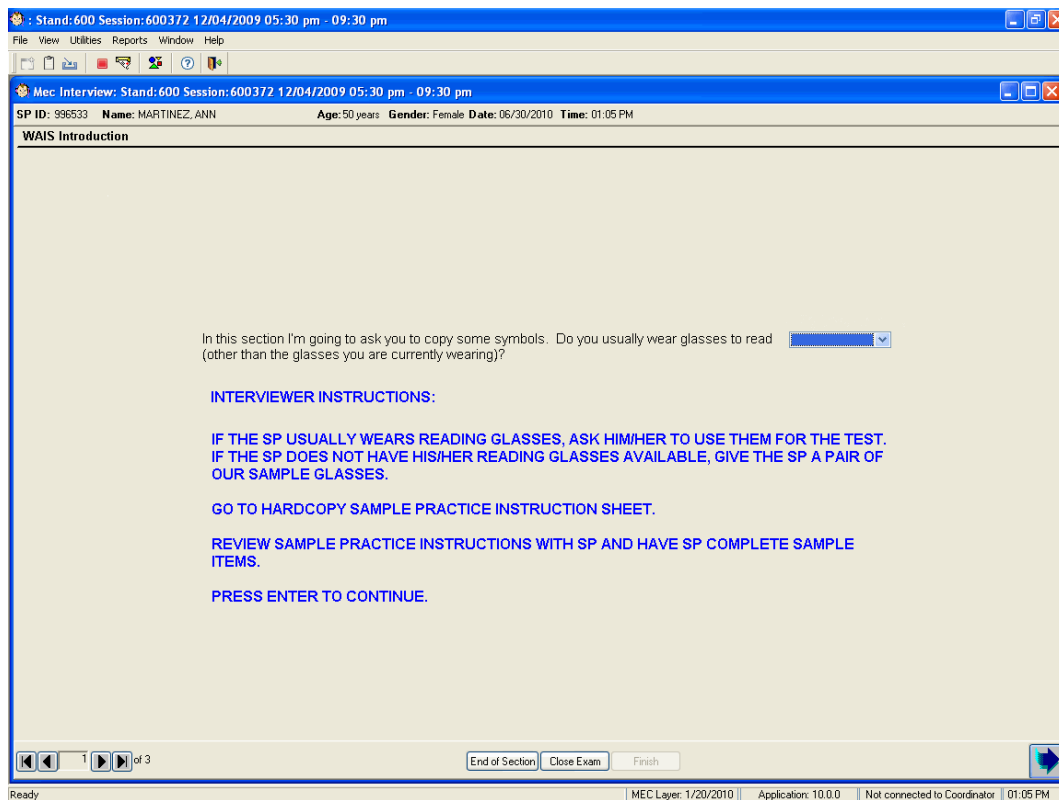 : Stand:600 Session:600372 12/04/2009 05:30 pm - 09:30 pm
File View Utilities Reports Window Help
Mec Interview: Stand:600 Session:600372 12/04/2009 05:30 pm - 09:30 pm
SP ID: 996533 Name: MARTINEZ, ANN Age: 50 years Gender: Female Date: 06/30/2010 Time: 01:05 PM
WAIS Introduction
In this section I'm going to ask you to copy some symbols. Do you usually wear glasses to read
(other than the glasses you are currently wearing)?
INTERVIEWER INSTRUCTIONS:
IF THE SP USUALLY WEARS READING GLASSES, ASK HIM/HER TO USE THEM FOR THE TEST.
IF THE SP DOES NOT HAVE HIS/HER READING GLASSES AVAILABLE, GIVE THE SP A PAIR OF
OUR SAMPLE GLASSES.
GO TO HARDCOPY SAMPLE PRACTICE INSTRUCTION SHEET.
REVIEW SAMPLE PRACTICE INSTRUCTIONS WITH SP AND HAVE SP COMPLETE SAMPLE
ITEMS.
PRESS ENTER TO CONTINUE.
1 of 3 End of Section Close Exam Finish
Ready MEC Layer: 1/20/2010 Application: 10.0.0 Not connected to Coordinator 01:05 PM